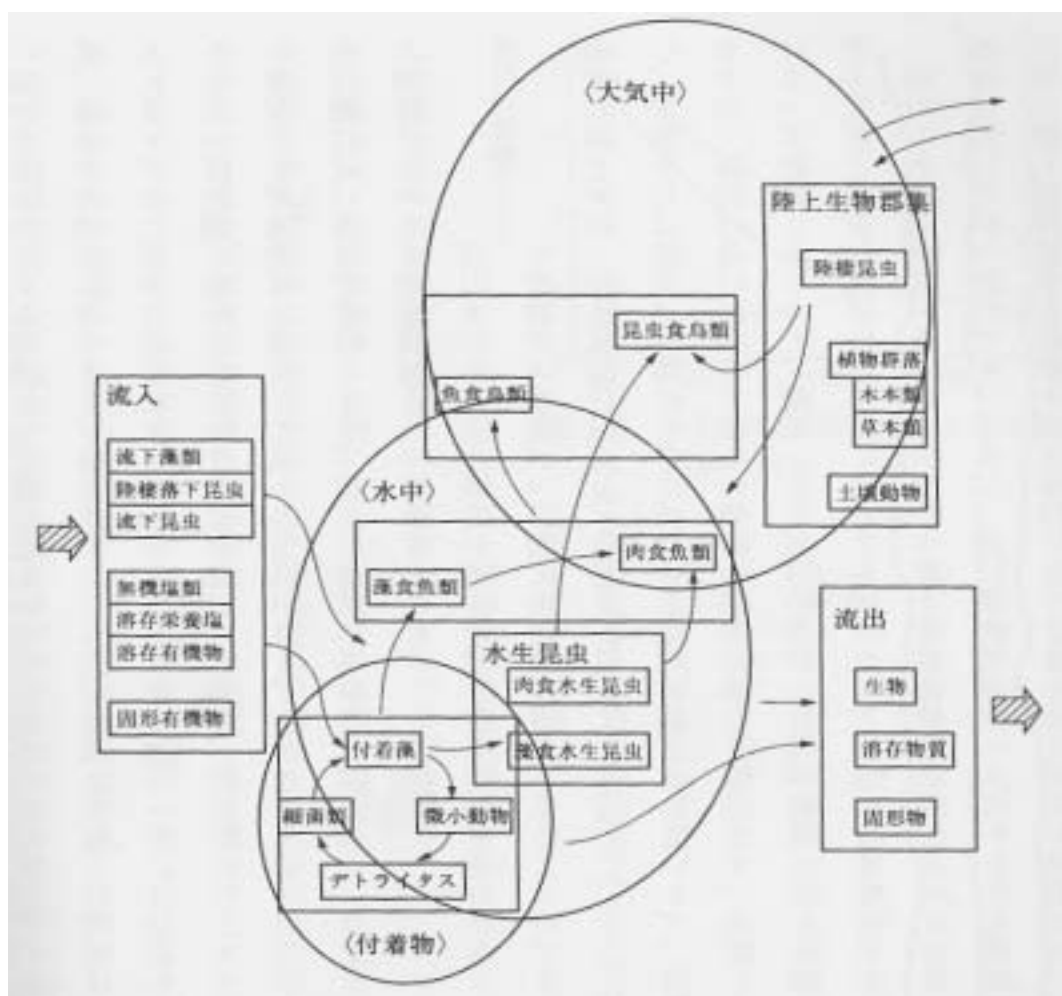 〈大気中〉
陸上生物群集
陸棲昆虫
昆虫食鳥類
植物群落
木本類
草本類
魚食鳥類
土壌動物
流入
流下藻類
陸棲落下昆虫
流下昆虫
無機塩類
溶存栄養塩
溶存有機物
固形有機物
〈水中〉
肉食魚類
藻食魚類
水生昆虫
肉食水生昆虫
藻食水生昆虫
付着藻
細菌類
微小動物
デトライタス
〈付着物〉
流出
生物
溶存物質
固形物